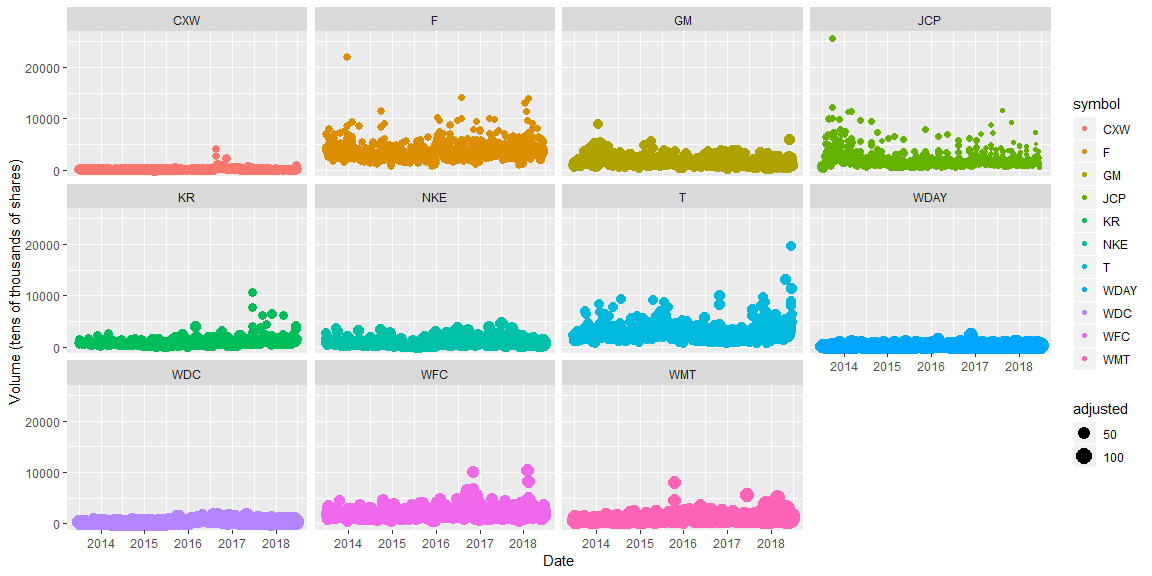 CXW F GM JCP
20000
10000
0
KR NKE T WDAY
20000
10000
0
2014 2015 2016 2017 2018
WDC WFC WMT
20000
10000
0
2014 2015 2016 2017 2018 2014 2015 2016 2017 2018 2014 2015 2016 2017 2018
Date
Volume (tens of thousands of shares)
symbol
CXW
F
GM
JCP
KR
NKE
T
WDAY
WDC
WFC
WMT
adjusted
50
100